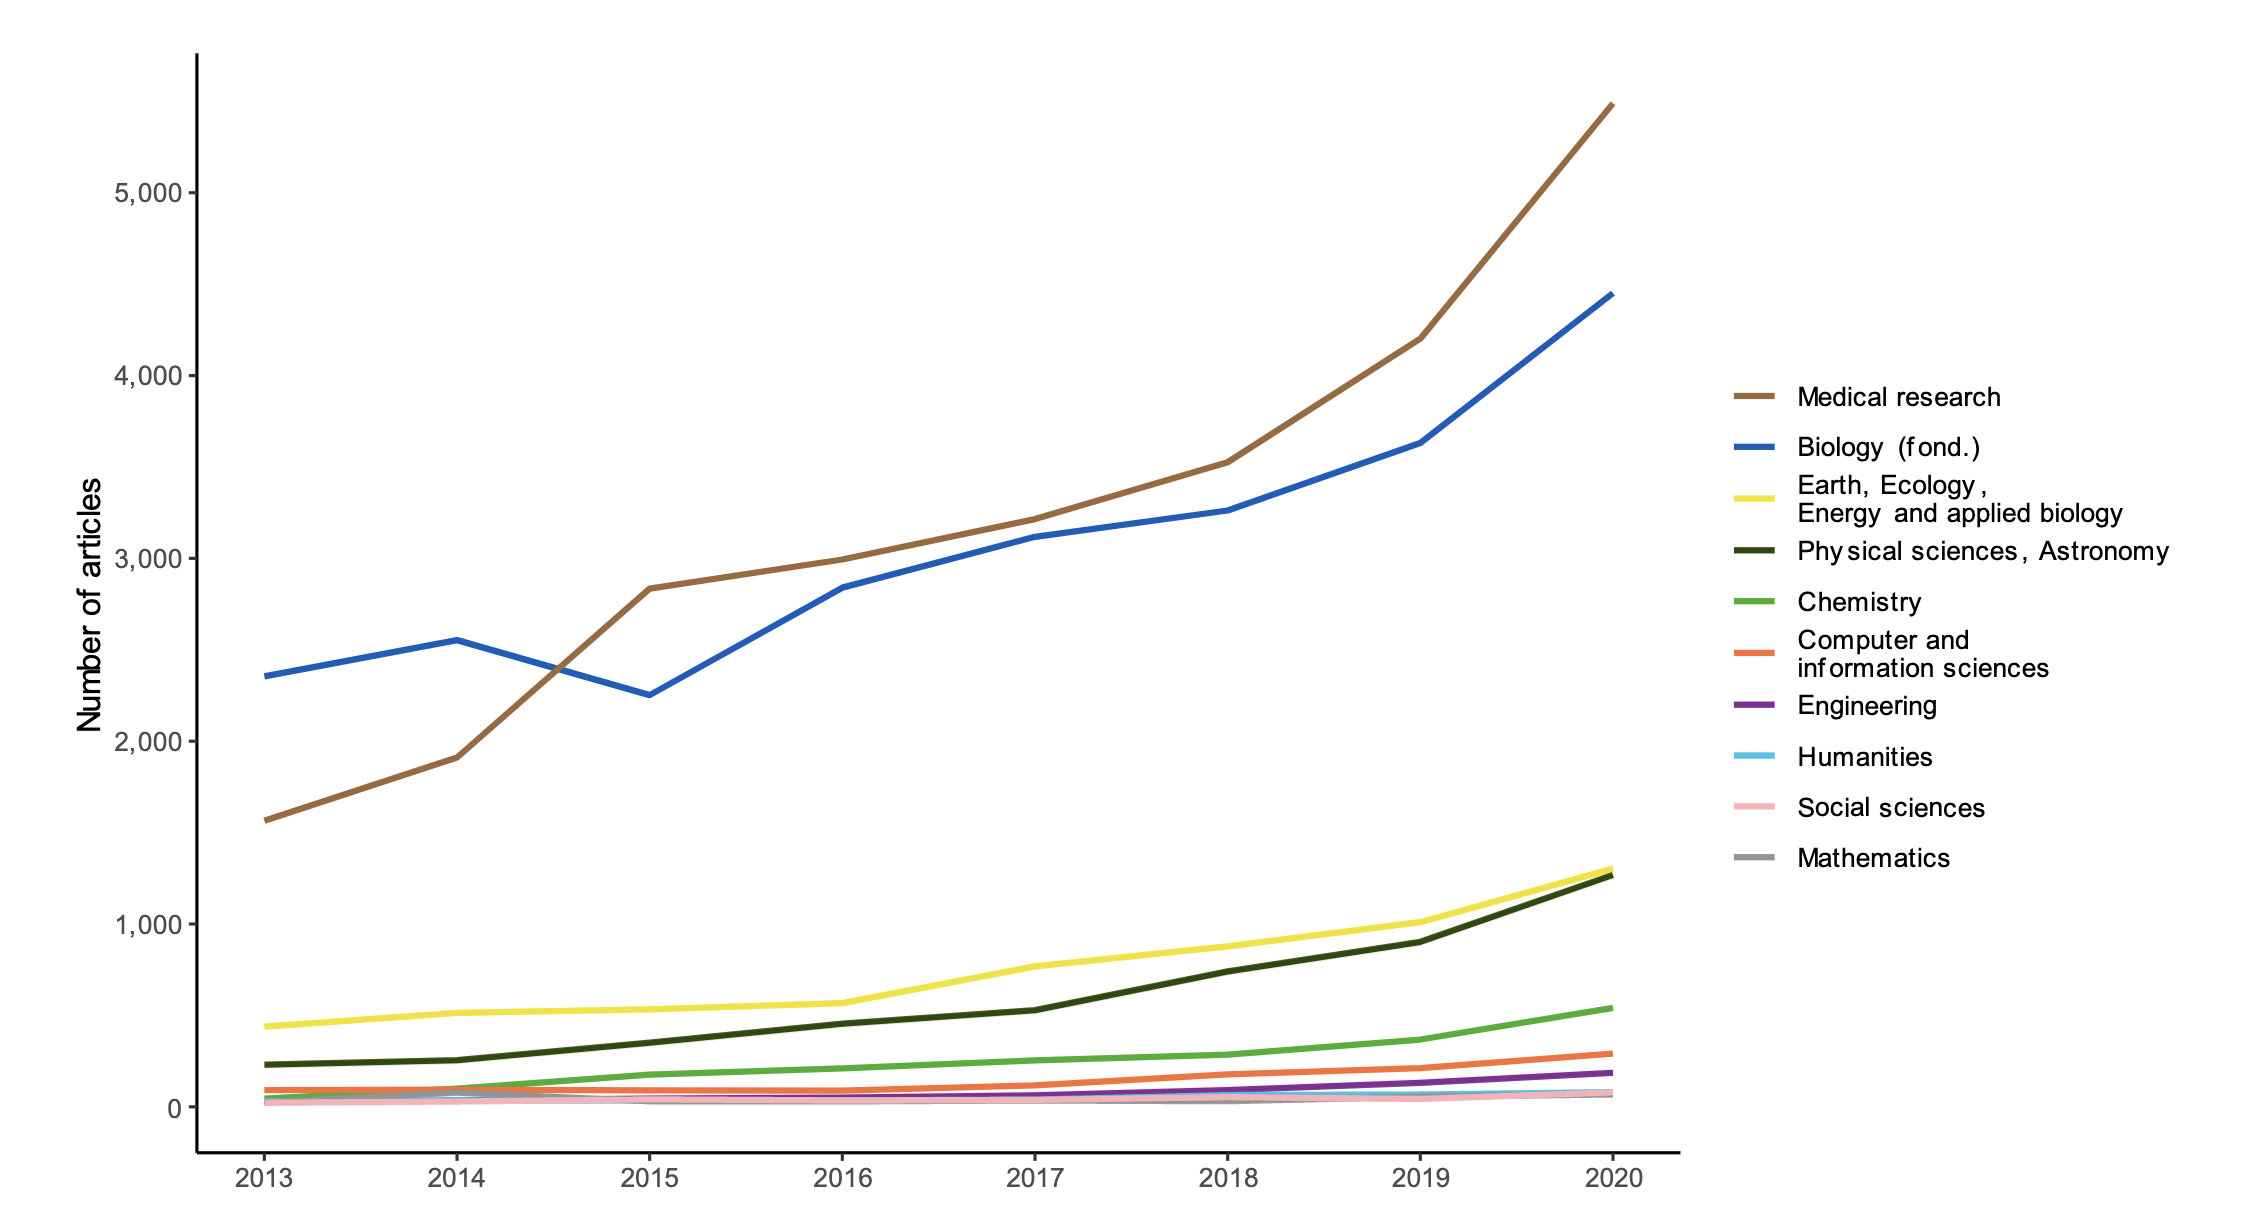 Number of articles
5,000
4,000
3,000
2,000
1,000
0
2013 2014 2015 2016 2017 2018 2019 2020
Medical research
Biology (fond.)
Earth, Ecology,
Energy and applied biology
Physical sciences, Astronomy
Chemistry
Computer and
information sciences
Engineering
Humanities
Social sciences
Mathematics